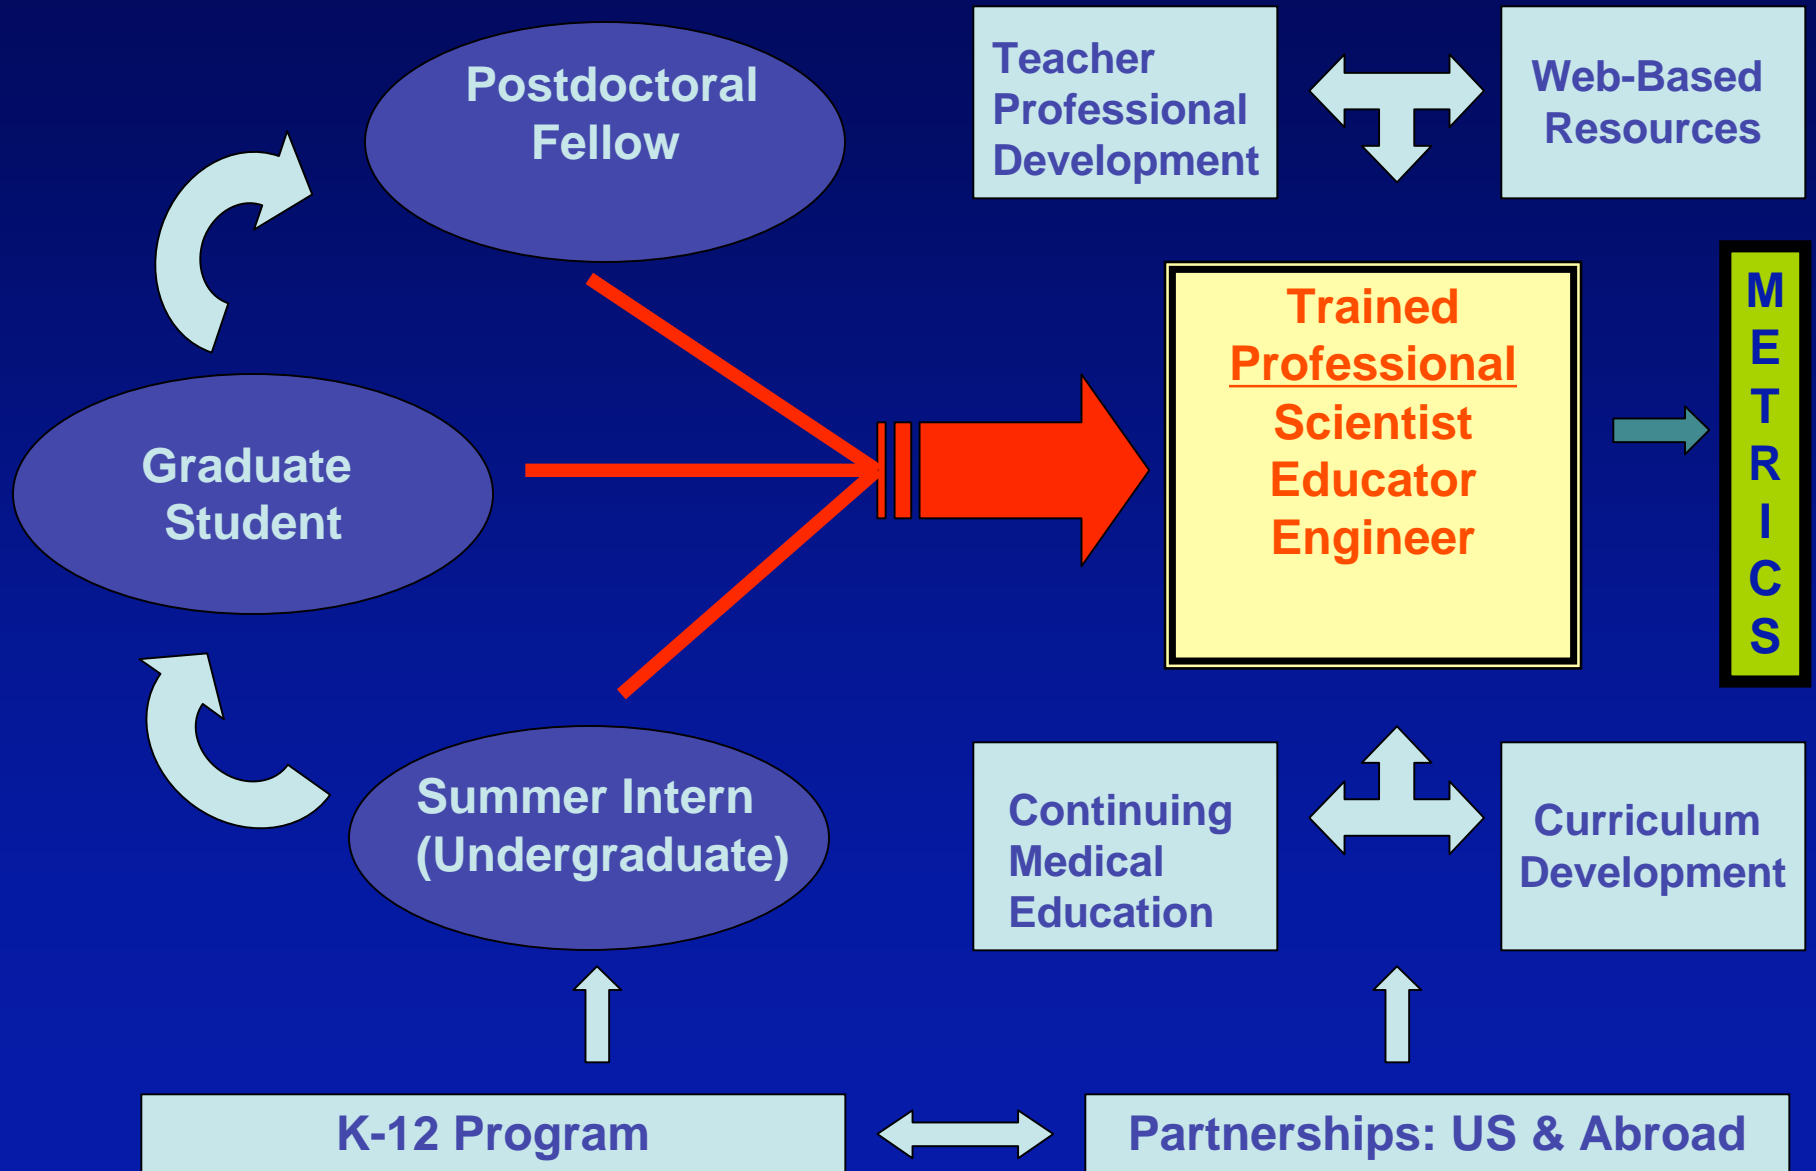 Postdoctoral
Fellow
Teacher
Professional
Development
Web-Based
Resources
Graduate
Student
Trained
Professional
Scientist
Educator
Engineer
METRICS
Summer Intern
(Undergraduate)
Continuing
Medical
Education
Curriculum
Development
K-12 Program
Partnerships: US & Abroad